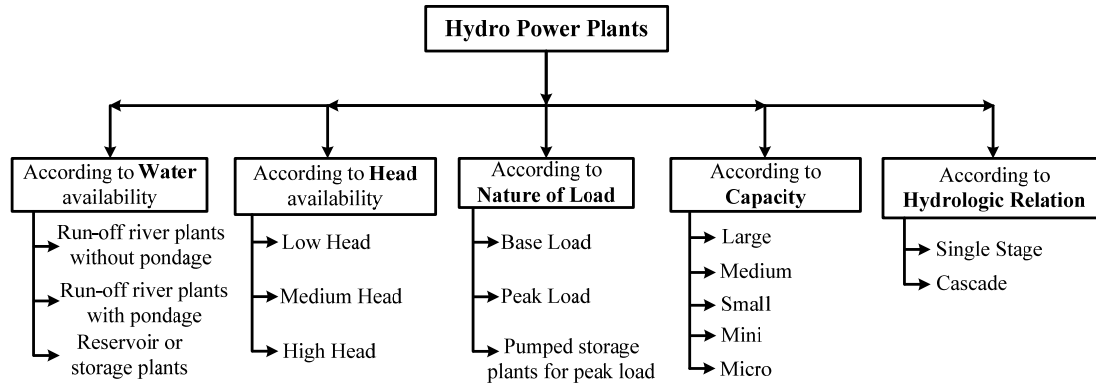 Hydro Power Plants
According to Water
availability
Run-off river plants
without pondage
Run-off river plants
with pondage
Reservoir or
storage plants
According to Head
availability
Low Head
Medium Head
High Head
According to
Nature of Load
Base Load
Peak Load
Pumped storage
plants for peak load
According to
Capacity
Large
Medium
Small
Mini
Micro
According to
Hydrologic Relation
Single Stage
Cascade